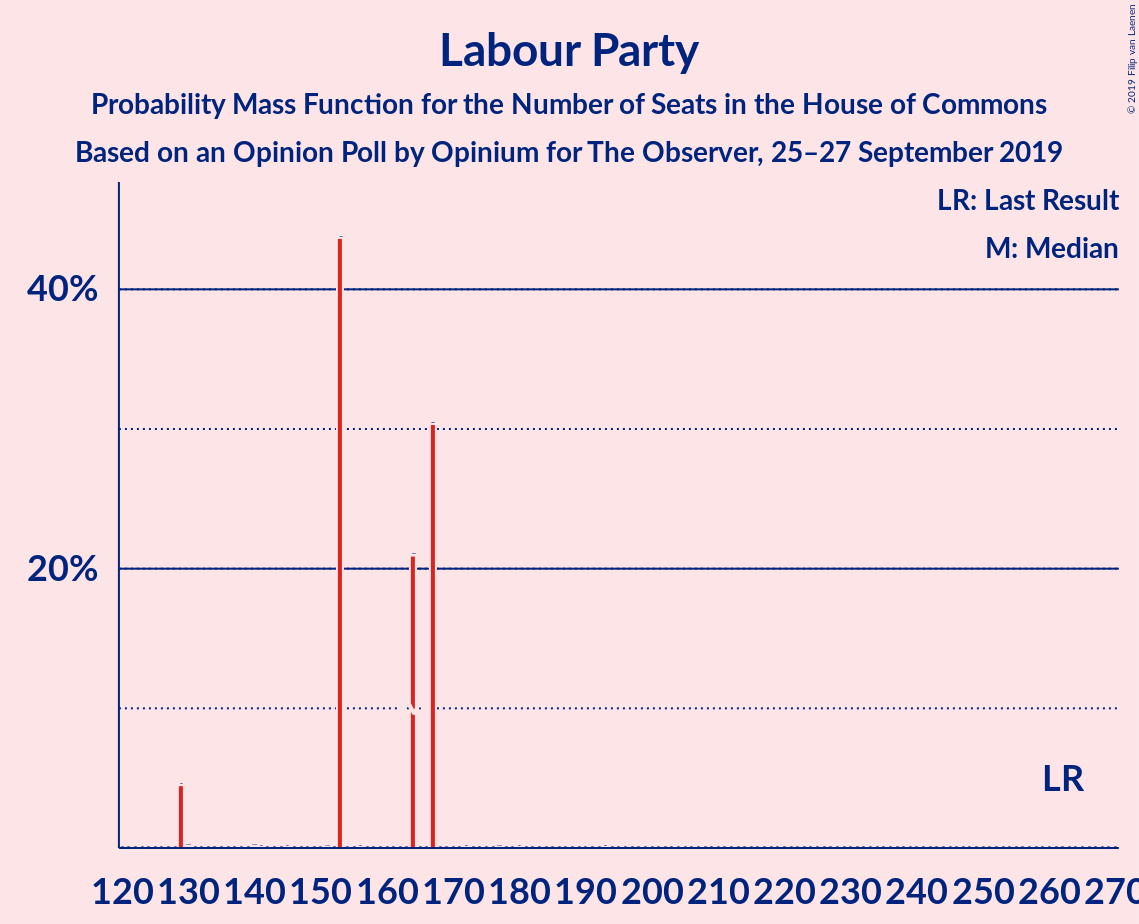 Labour Party
Probability Mass Function for the Number of Seats in the House of Commons
Based on an Opinion Poll by Opinium for The Observer, 25–27 September 2019
© 2019 Filip van Laenen
LR: Last Result
M: Median
40%
20%
LR
120 130 140 150 160 170 180 190 200 210 220 230 240 250 260 270